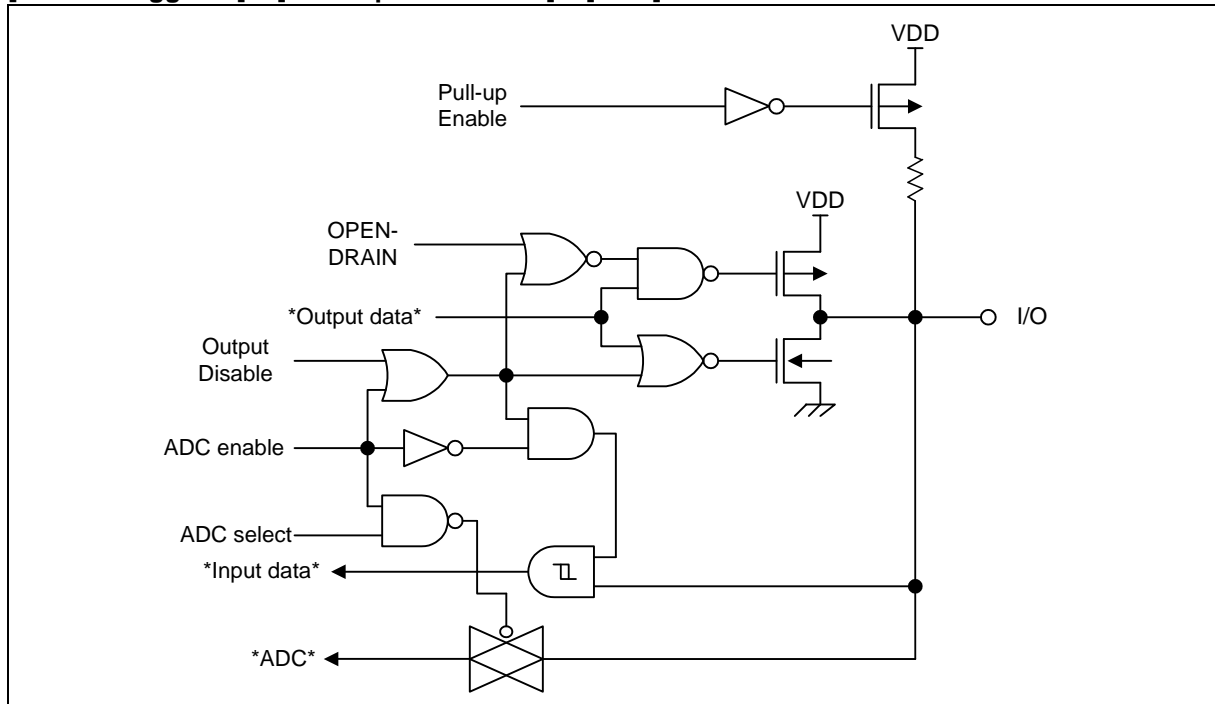 VDD
Pull-up
Enable
VDD
OPEN-
DRAIN
*Output data*
I/O
Output
Disable
ADC enable
ADC select
*Input data*
*ADC*